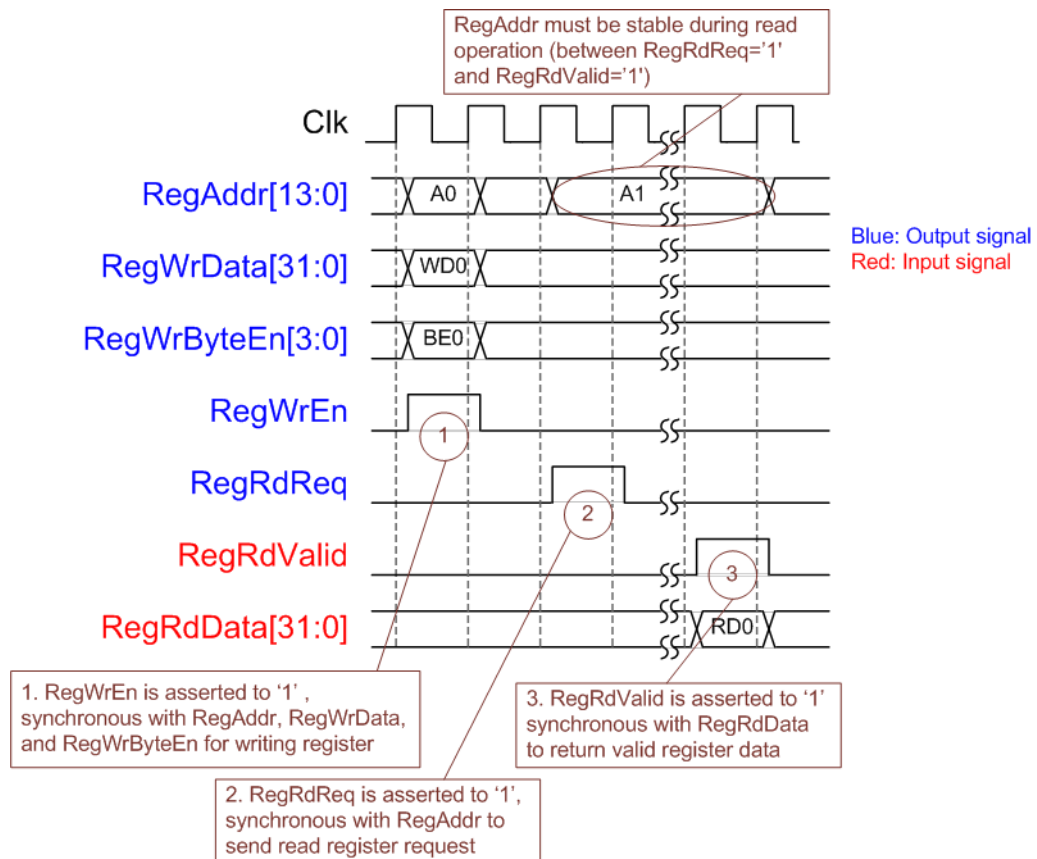 RegAddr must be stable during read
operation (between RegRdReq='1'
and RegRdValid='1')
Clk
RegAddr[13:0]
A0
A1
RegWrData[31:0]
WD0
Blue: Output signal
Red: Input signal
RegWrByteEn[3:0]
BE0
RegWrEn
1
RegRdReq
2
RegRdValid
3
RegRdData[31:0]
RD0
1. RegWrEn is asserted to ‘1’ ,
synchronous with RegAddr, RegWrData,
and RegWrByteEn for writing register
3. RegRdValid is asserted to ‘1’
synchronous with RegRdData
to return valid register data
2. RegRdReq is asserted to ‘1’,
synchronous with RegAddr to
send read register request